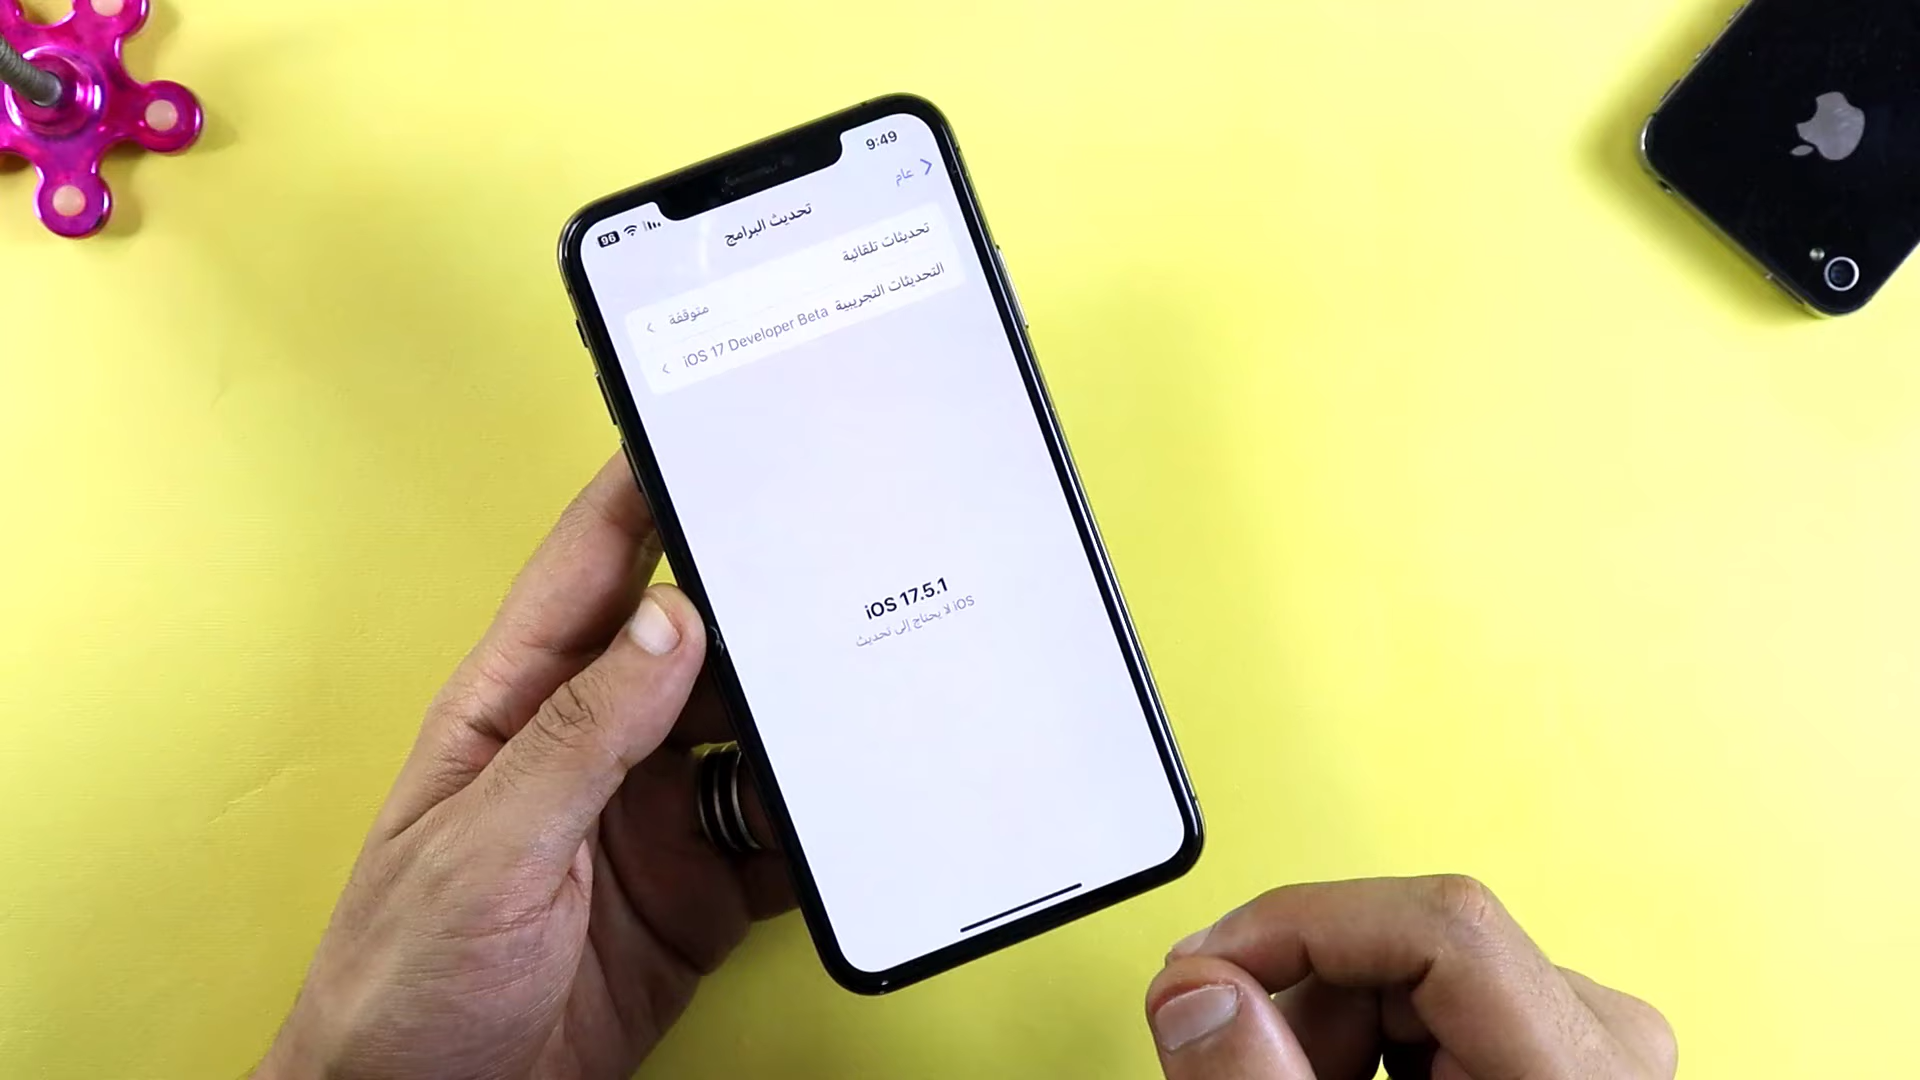 9:49
96
عام
تحديث البرامج
تحديثات تلقائية
متوقفة
التحديثات التجريبية
iOS 17 Developer Beta
iOS 17.5.1
iOS لا يحتاج إلى تحديث